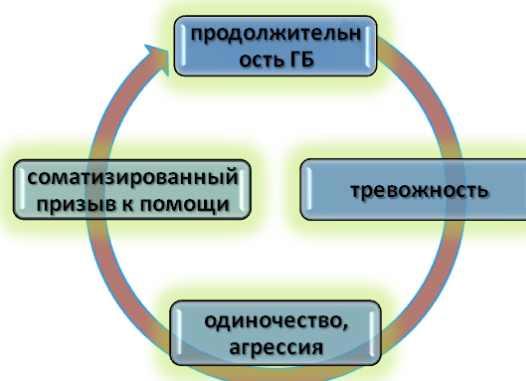 продолжительн
ость ГБ
тревожность
одиночество,
агрессия
соматизированный
призыв к помощи